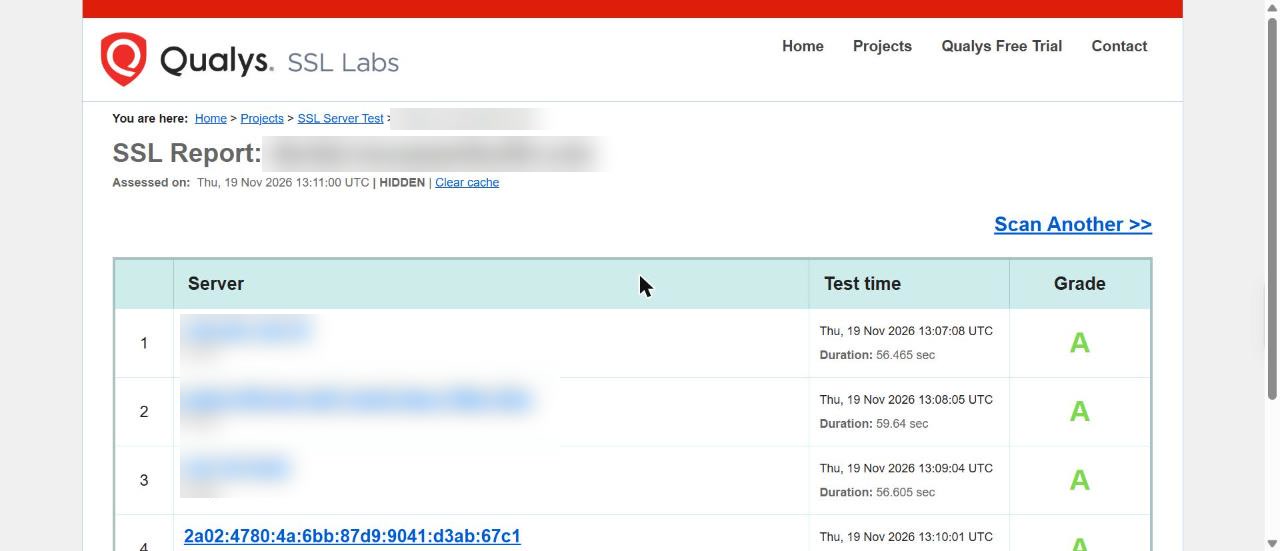 Qualys. SSL Labs
Home Projects Qualys Free Trial Contact
You are here: Home > Projects > SSL Server Test >
SSL Report:
Assessed on: Thu, 19 Nov 2026 13:11:00 UTC | HIDDEN | Clear cache
Scan Another >>
Server Test time Grade
1 Thu, 19 Nov 2026 13:07:08 UTC A
Duration: 56.465 sec
2 Thu, 19 Nov 2026 13:08:05 UTC A
Duration: 59.64 sec
3 Thu, 19 Nov 2026 13:09:04 UTC A
Duration: 56.605 sec
4 2a02:4780:4a:6bb:87d9:9041:d3ab:67c1 Thu, 19 Nov 2026 13:10:01 UTC A